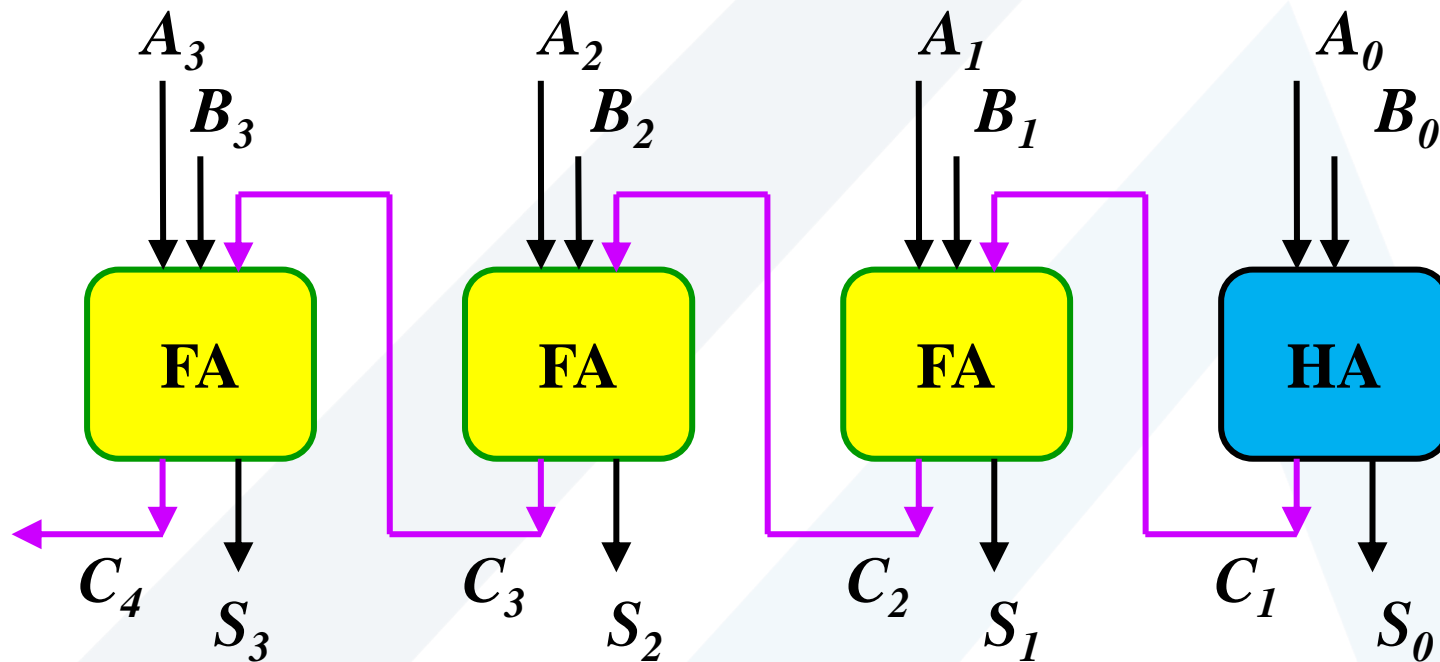 A₃ A₂ A₁ A₀
B₃ B₂ B₁ B₀
FA FA FA HA
C₄ C₃ C₂ C₁
S₃ S₂ S₁ S₀